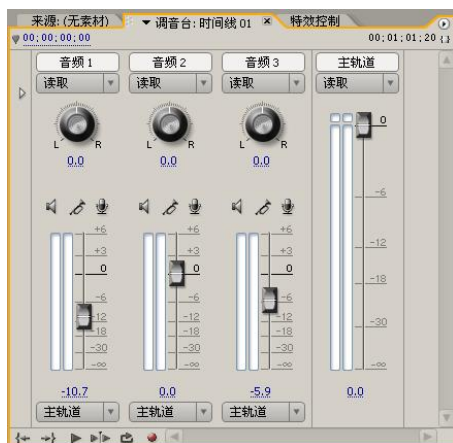 来源: (无素材) ▼ 调音台: 时间线 01 × 特效控制
00;00;00;00 00;01;01;20
音频 1 音频 2 音频 3 主轨道
读取 读取 读取 读取
L R L R L R
0.0 0.0 0.0
+6 +6 +6 0
+3 +3 +3
0 0 0 -6
-6 -6 -6 -12
-12 -12 -12 -18
-18 -18 -18
-30 -30 -30 -30
-∞ -∞ -∞ -∞
-10.7 0.0 -5.9 0.0
主轨道 主轨道 主轨道